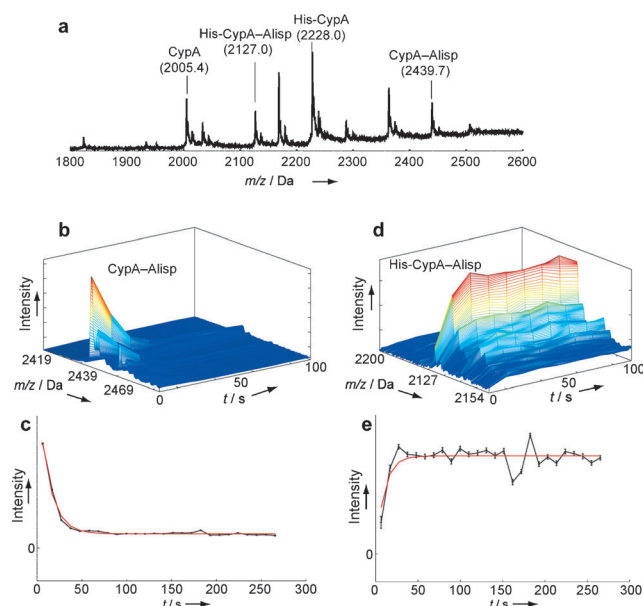 a
CypA
(2005.4)
His-CypA–Alisp
(2127.0)
His-CypA
(2228.0)
CypA–Alisp
(2439.7)
1800 1900 2000 2100 2200 2300 2400 2500 2600
m/z / Da
b
CypA–Alisp
Intensity
2419
2439
2469
m/z / Da
0
50
100
t / s
d
His-CypA–Alisp
Intensity
2200
2127
2154
m/z / Da
0
50
100
t / s
c
Intensity
0
0 50 100 150 200 250 300
t / s
e
Intensity
0
0 50 100 150 200 250 300
t / s